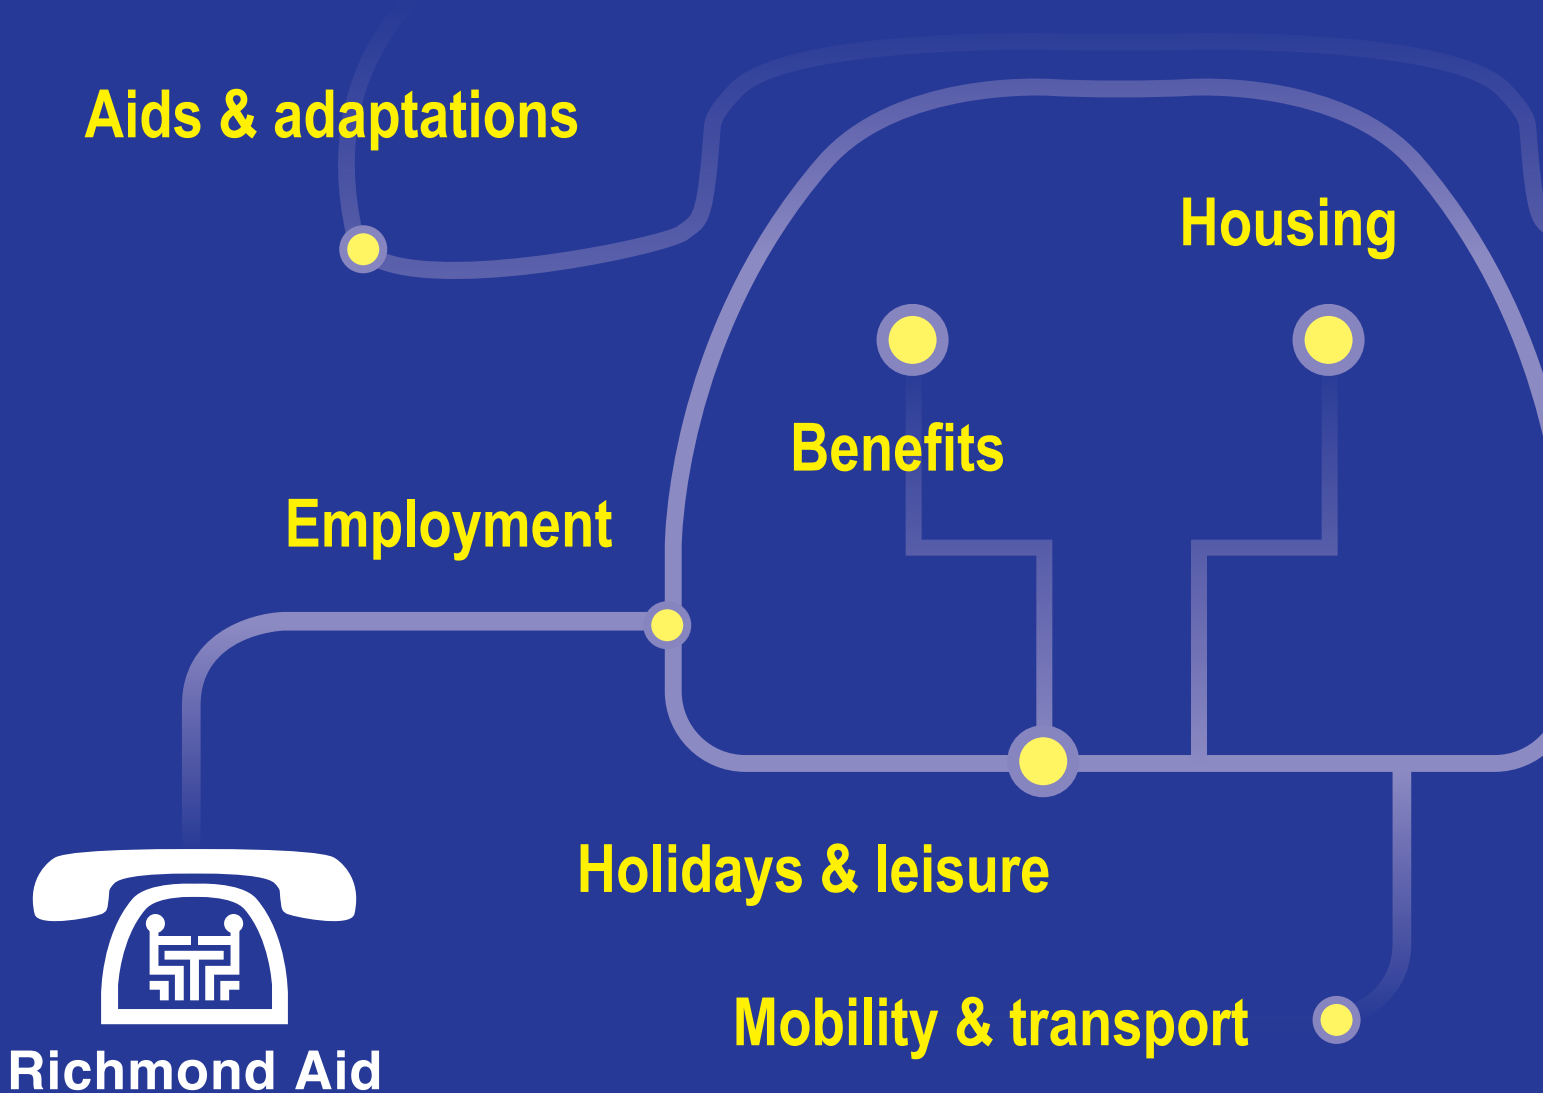 Aids & adaptations
Housing
Benefits
Employment
Holidays & leisure
Mobility & transport
Richmond Aid